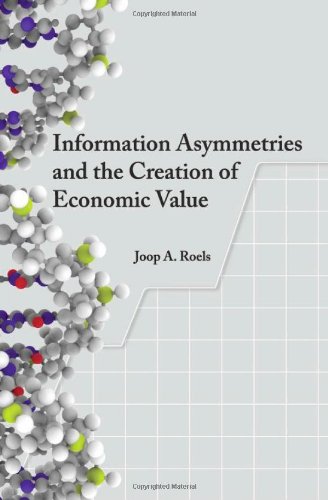 Copyrighted Material
Information Asymmetries
and the Creation of
Economic Value
Joop A. Roels
Copyrighted Material